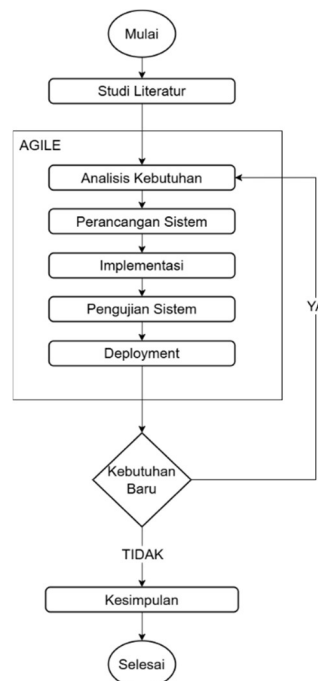 Mulai
Studi Literatur
AGILE
Analisis Kebutuhan
Perancangan Sistem
Implementasi
Pengujian Sistem
Deployment
Kebutuhan
Baru
TIDAK
Kesimpulan
Selesai